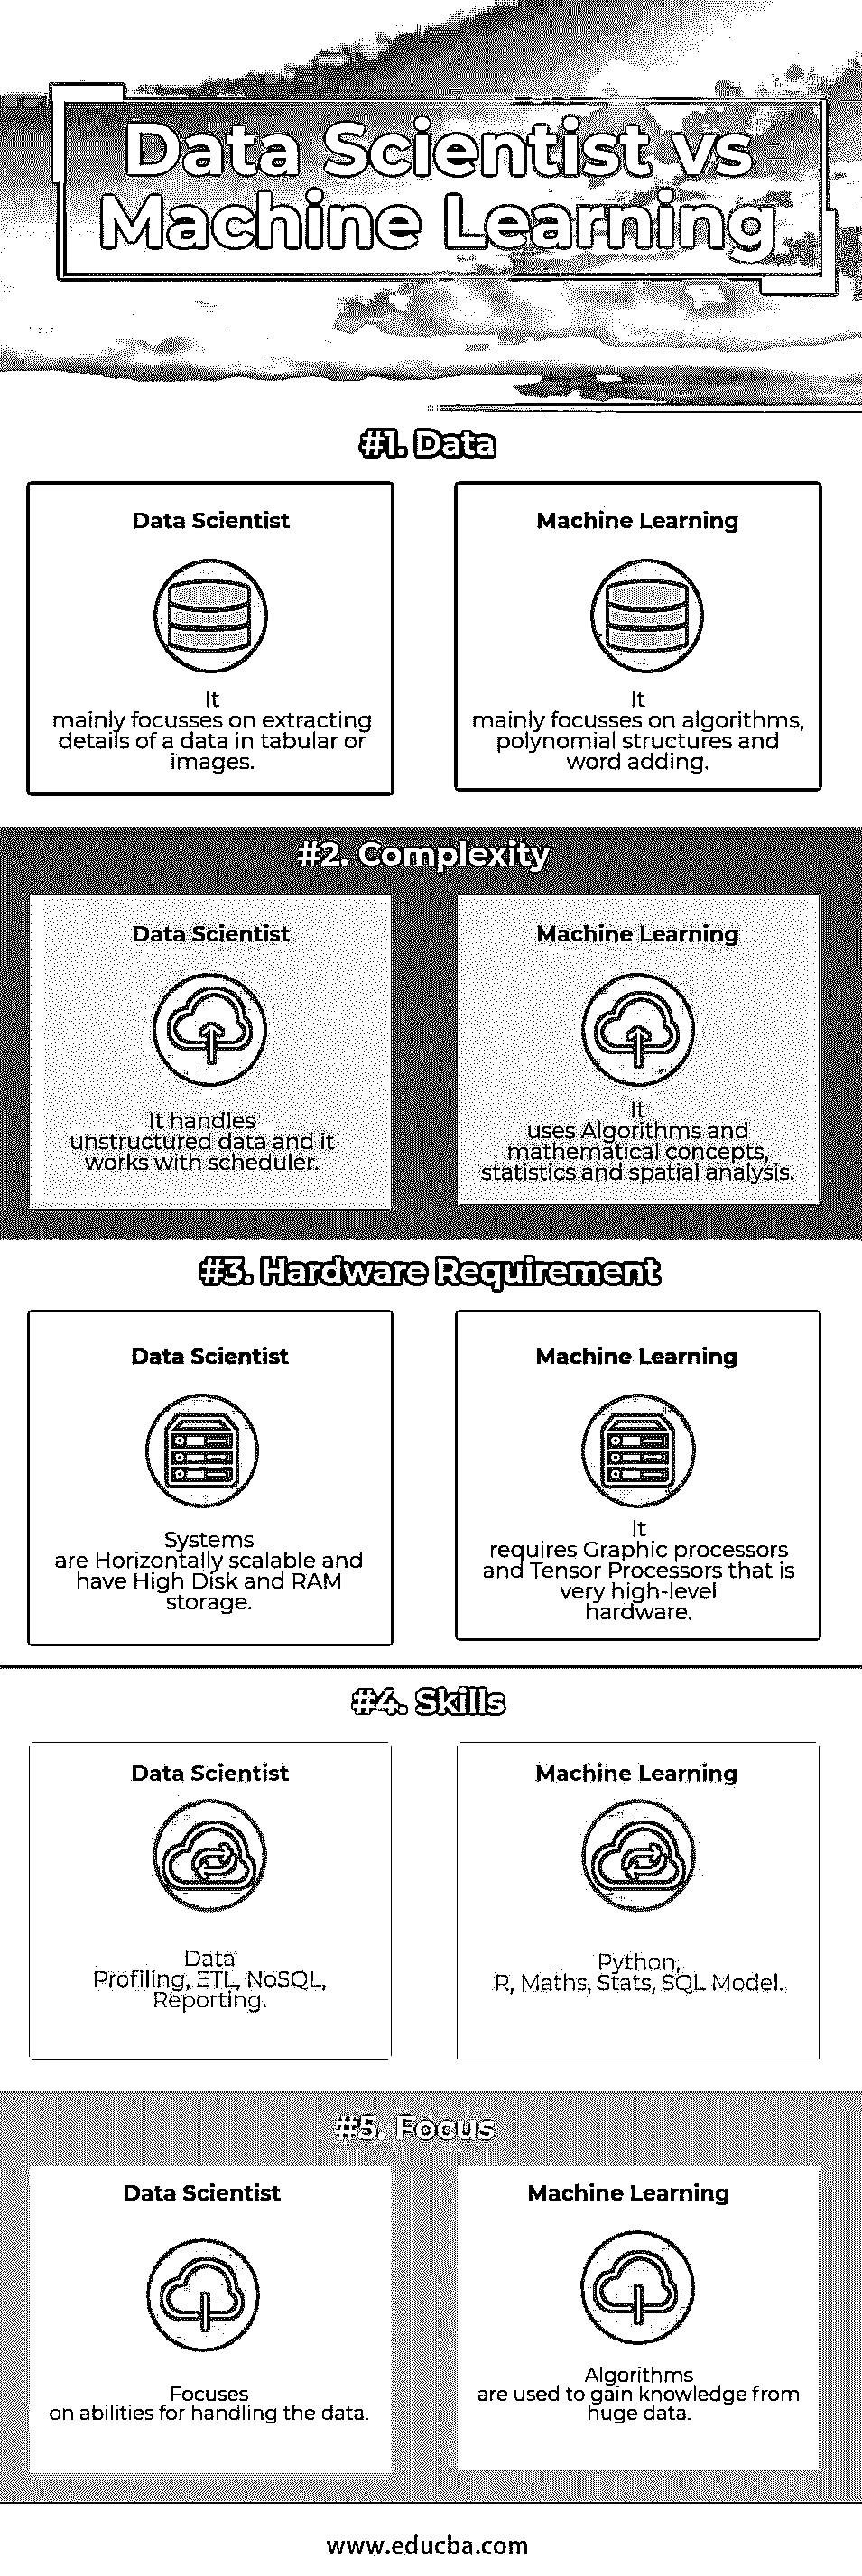 Data Scientist vs
Machine Learning
#1. Data
Data Scientist
It
mainly focusses on extracting
details of a data in tabular or
images.
Machine Learning
It
mainly focusses on algorithms,
polynomial structures and
word adding.
#2. Complexity
Data Scientist
It handles
unstructured data and it
works with scheduler.
Machine Learning
It
uses Algorithms and
mathematical concepts,
statistics and spatial analysis.
#3. Hardware Requirement
Data Scientist
Systems
are Horizontally scalable and
have High Disk and RAM
storage.
Machine Learning
It
requires Graphic processors
and Tensor Processors that is
very high-level
hardware.
#4. Skills
Data Scientist
Data
Profiling, ETL, NoSQL,
Reporting.
Machine Learning
Python,
R, Maths, Stats, SQL Model.
#5. Focus
Data Scientist
Focuses
on abilities for handling the data.
Machine Learning
Algorithms
are used to gain knowledge from
huge data.
www.educba.com